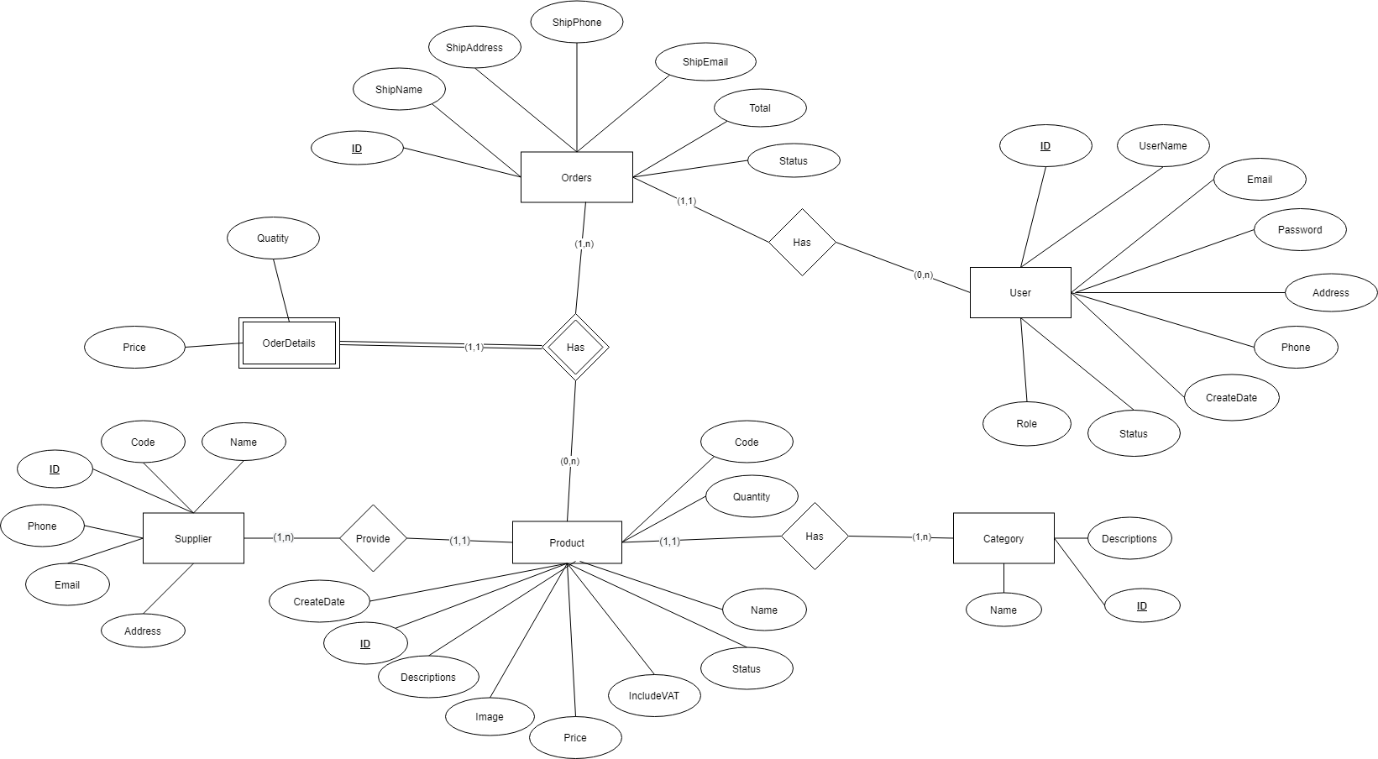 ShipPhone
ShipAddress
ShipEmail
ShipName
Total
ID
Status
Orders
(1,1)
Has
(0,n)
ID
UserName
Email
Password
Address
User
Phone
CreateDate
Role
Status
(1,n)
Quatity
Price
OderDetails
(1,1)
Has
(0,n)
Code
Name
ID
Phone
Supplier
Email
Address
(1,n)
Provide
(1,1)
Product
Code
Quantity
(1,1)
Has
(1,n)
Category
Descriptions
Name
ID
CreateDate
ID
Descriptions
Image
Price
IncludeVAT
Status
Name